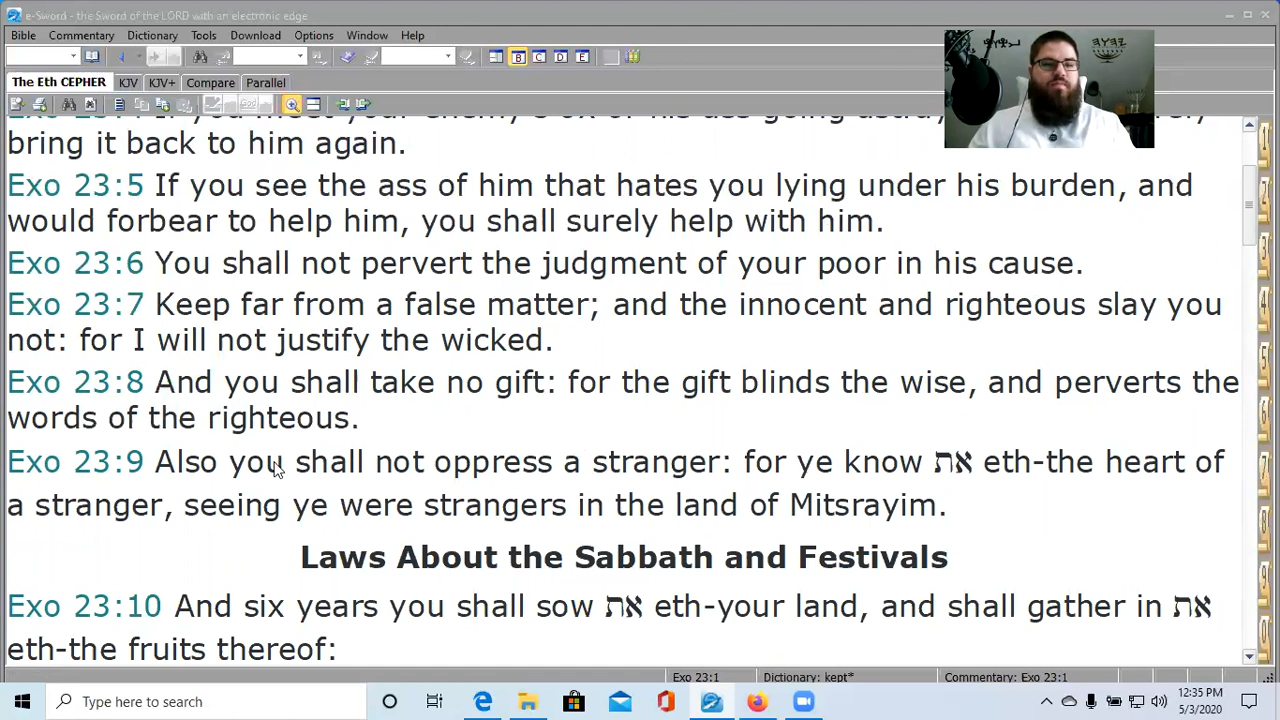 e-Sword - the Sword of the LORD with an electronic edge
Bible Commentary Dictionary Tools Download Options Window Help
B C D E
The Eth CEPHER KJV KJV+ Compare Parallel
bring it back to him again.
Exo 23:5 If you see the ass of him that hates you lying under his burden, and
would forbear to help him, you shall surely help with him.
Exo 23:6 You shall not pervert the judgment of your poor in his cause.
Exo 23:7 Keep far from a false matter; and the innocent and righteous slay you
not: for I will not justify the wicked.
Exo 23:8 And you shall take no gift: for the gift blinds the wise, and perverts the
words of the righteous.
Exo 23:9 Also you shall not oppress a stranger: for ye know את eth-the heart of
a stranger, seeing ye were strangers in the land of Mitsrayim.
Laws About the Sabbath and Festivals
Exo 23:10 And six years you shall sow את eth-your land, and shall gather in את
eth-the fruits thereof:
Exo 23:1 Dictionary: kept* Commentary: Exo 23:1
Type here to search
12:35 PM
5/3/2020